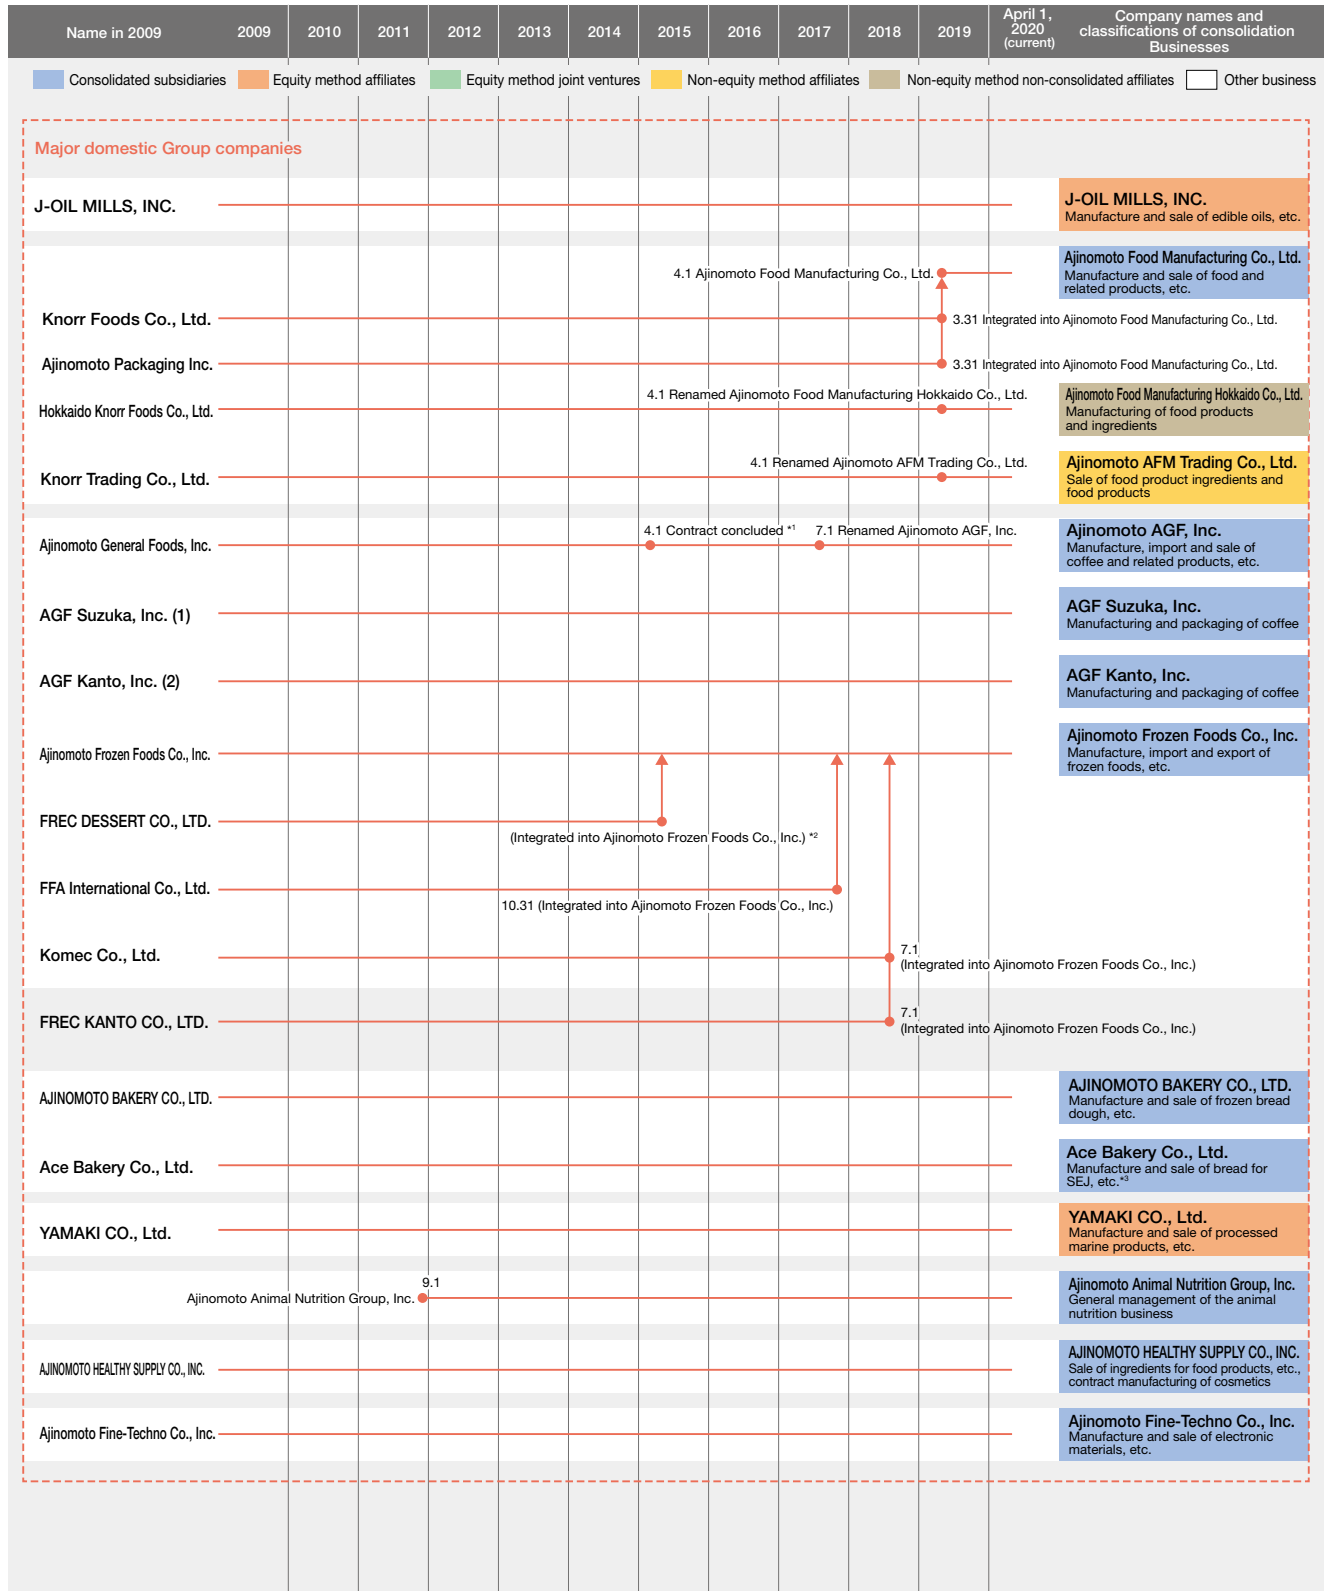 Name in 2009
2009
2010
2011
2012
2013
2014
2015
2016
2017
2018
2019
April 1,
2020
(current)
Company names and
classifications of consolidation
Businesses
Consolidated subsidiaries
Equity method affiliates
Equity method joint ventures
Non-equity method affiliates
Non-equity method non-consolidated affiliates
Other business
Major domestic Group companies
J-OIL MILLS, INC.
J-OIL MILLS, INC.
Manufacture and sale of edible oils, etc.
4.1 Ajinomoto Food Manufacturing Co., Ltd.
Ajinomoto Food Manufacturing Co., Ltd.
Manufacture and sale of food and
related products, etc.
Knorr Foods Co., Ltd.
3.31 Integrated into Ajinomoto Food Manufacturing Co., Ltd.
Ajinomoto Packaging Inc.
3.31 Integrated into Ajinomoto Food Manufacturing Co., Ltd.
Hokkaido Knorr Foods Co., Ltd.
4.1 Renamed Ajinomoto Food Manufacturing Hokkaido Co., Ltd.
Ajinomoto Food Manufacturing Hokkaido Co., Ltd.
Manufacturing of food products
and ingredients
Knorr Trading Co., Ltd.
4.1 Renamed Ajinomoto AFM Trading Co., Ltd.
Ajinomoto AFM Trading Co., Ltd.
Sale of food product ingredients and
food products
Ajinomoto General Foods, Inc.
4.1 Contract concluded *1
7.1 Renamed Ajinomoto AGF, Inc.
Ajinomoto AGF, Inc.
Manufacture, import and sale of
coffee and related products, etc.
AGF Suzuka, Inc. (1)
AGF Suzuka, Inc.
Manufacturing and packaging of coffee
AGF Kanto, Inc. (2)
AGF Kanto, Inc.
Manufacturing and packaging of coffee
Ajinomoto Frozen Foods Co., Inc.
Ajinomoto Frozen Foods Co., Inc.
Manufacture, import and export of
frozen foods, etc.
FREC DESSERT CO., LTD.
(Integrated into Ajinomoto Frozen Foods Co., Inc.) *2
FFA International Co., Ltd.
10.31 (Integrated into Ajinomoto Frozen Foods Co., Inc.)
Komec Co., Ltd.
7.1
(Integrated into Ajinomoto Frozen Foods Co., Inc.)
FREC KANTO CO., LTD.
7.1
(Integrated into Ajinomoto Frozen Foods Co., Inc.)
AJINOMOTO BAKERY CO., LTD.
AJINOMOTO BAKERY CO., LTD.
Manufacture and sale of frozen bread
dough, etc.
Ace Bakery Co., Ltd.
Ace Bakery Co., Ltd.
Manufacture and sale of bread for
SEJ, etc.*3
YAMAKI CO., Ltd.
YAMAKI CO., Ltd.
Manufacture and sale of processed
marine products, etc.
9.1
Ajinomoto Animal Nutrition Group, Inc.
Ajinomoto Animal Nutrition Group, Inc.
General management of the animal
nutrition business
AJINOMOTO HEALTHY SUPPLY CO., INC.
AJINOMOTO HEALTHY SUPPLY CO., INC.
Sale of ingredients for food products, etc.,
contract manufacturing of cosmetics
Ajinomoto Fine-Techno Co., Inc.
Ajinomoto Fine-Techno Co., Inc.
Manufacture and sale of electronic
materials, etc.